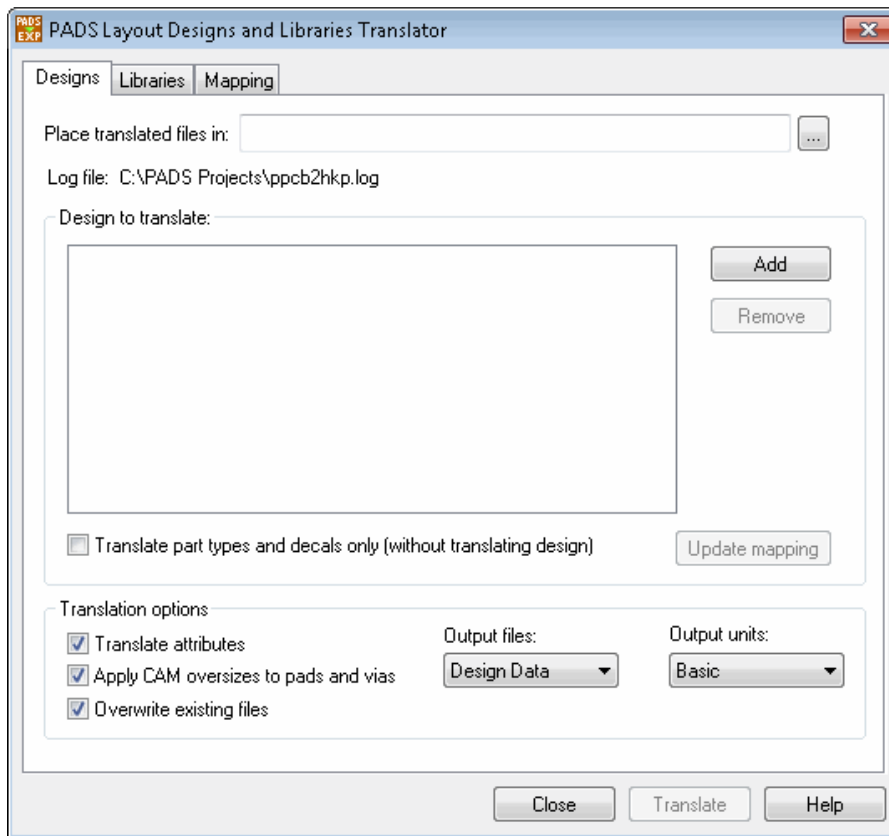 PADS EXP PADS Layout Designs and Libraries Translator
Designs Libraries Mapping
Place translated files in: ...
Log file: C:\PADS Projects\ppcb2hkp.log
Design to translate:
Add
Remove
Translate part types and decals only (without translating design) Update mapping
Translation options
Translate attributes Output files: Output units:
Apply CAM oversizes to pads and vias Design Data Basic
Overwrite existing files
Close Translate Help